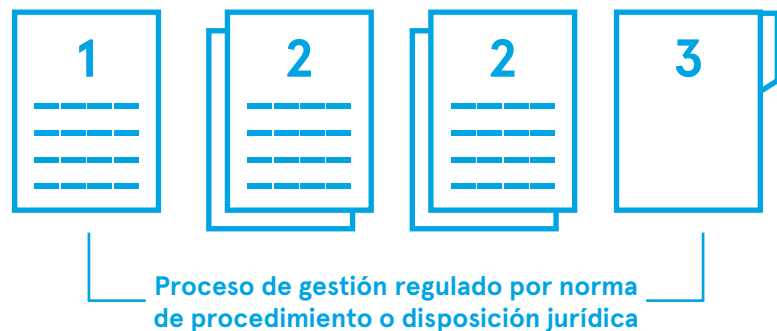 1 2 2 3
Proceso de gestión regulado por norma
de procedimiento o disposición jurídica